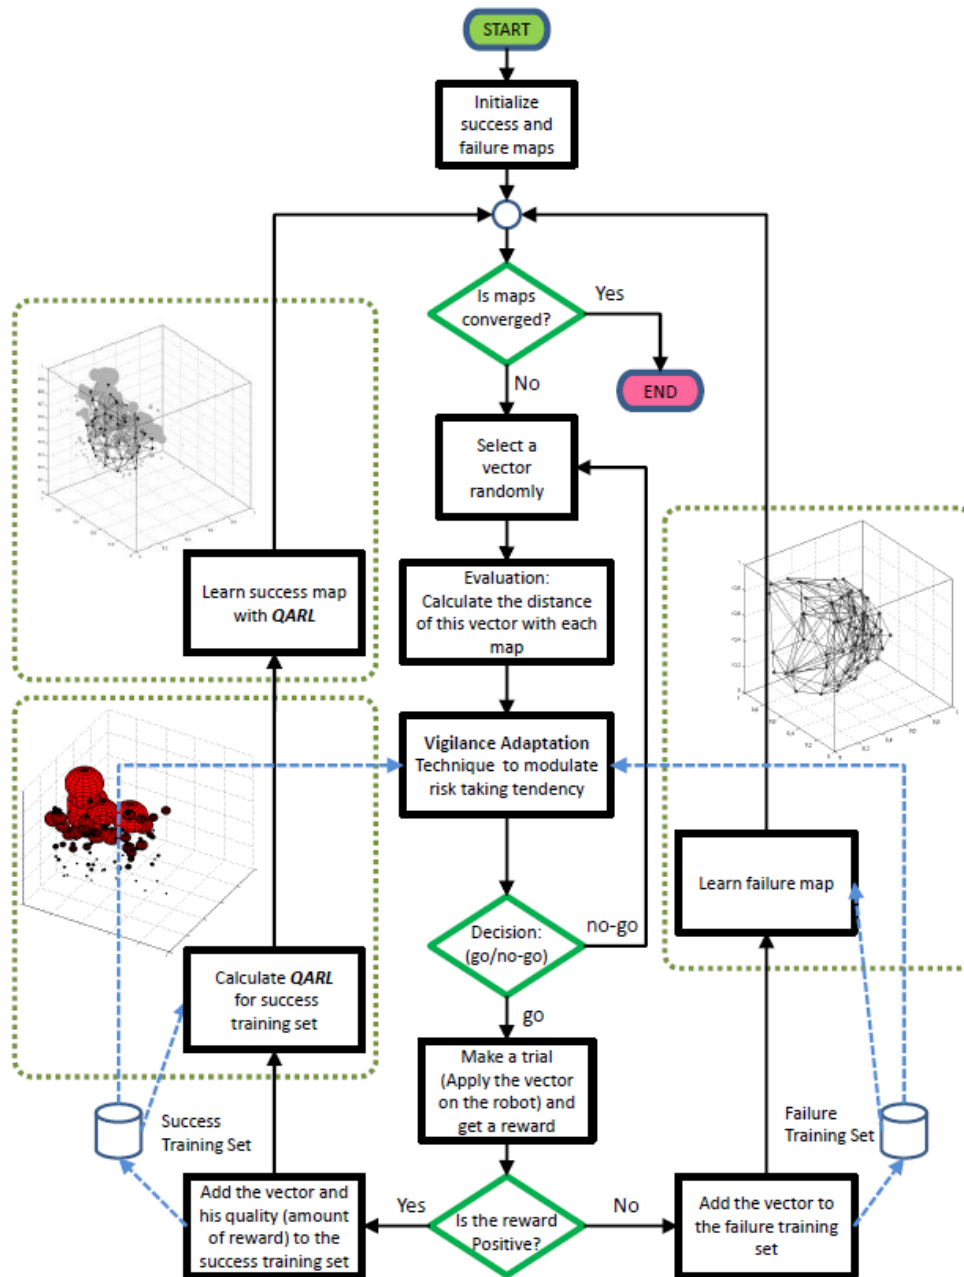 START
Initialize
success and
failure maps
Is maps
converged?
Yes
No
END
Select a
vector
randomly
Evaluation:
Calculate the distance
of this vector with each
map
Learn success map
with QARL
Vigilance Adaptation
Technique to modulate
risk taking tendency
Learn failure map
Decision:
(go/no-go)
no-go
go
Calculate QARL
for success
training set
Make a trial
(Apply the vector
on the robot) and
get a reward
Success
Training Set
Failure
Training Set
Add the vector and
his quality (amount
of reward) to the
success training set
Yes
Is the reward
Positive?
No
Add the vector to
the failure training
set